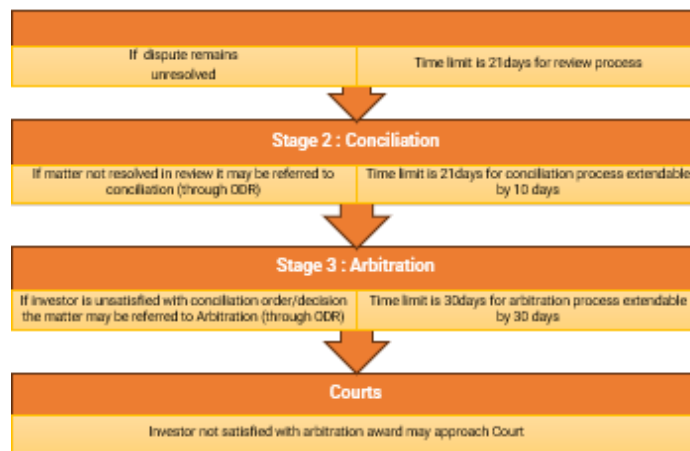 If dispute remains
unresolved
Time limit is 21days for review process
Stage 2 : Conciliation
If matter not resolved in review it may be referred to
conciliation (through ODR)
Time limit is 21days for conciliation process extendable
by 10 days
Stage 3 : Arbitration
If investor is unsatisfied with conciliation order/decision
the matter may be referred to Arbitration (through ODR)
Time limit is 30days for arbitration process extendable
by 30 days
Courts
Investor not satisfied with arbitration award may approach Court